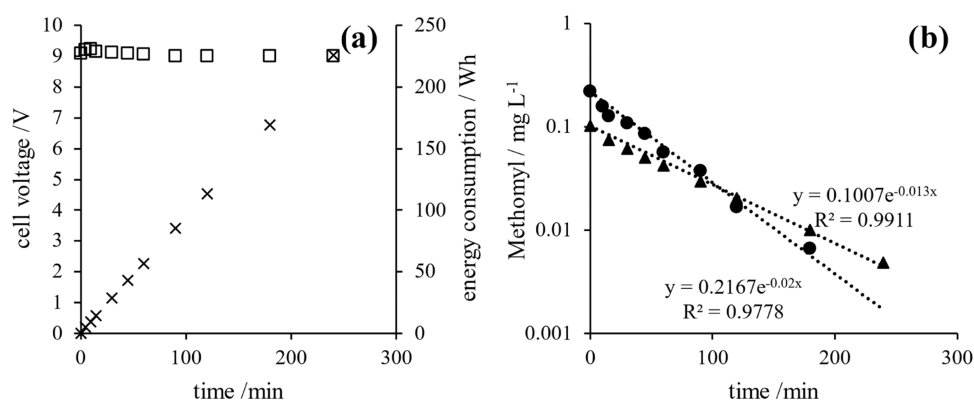 (a)
10
9
8
7
6
5
4
3
2
1
0
cell voltage /V
250
200
150
100
50
0
energy consumption / Wh
0 100 200 300
time /min
(b)
1
0.1
0.01
0.001
Methomyl / mg L⁻¹
y = 0.1007e⁻⁰·⁰¹³ˣ
R² = 0.9911
y = 0.2167e⁻⁰·⁰²ˣ
R² = 0.9778
0 100 200 300
time /min